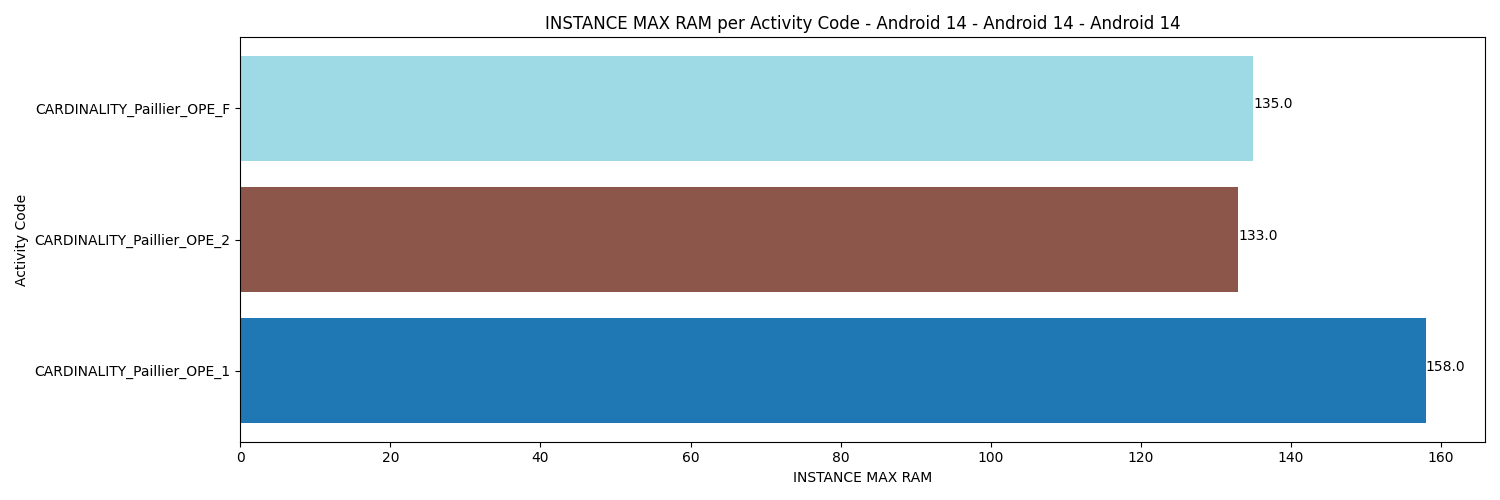 INSTANCE MAX RAM per Activity Code - Android 14 - Android 14 - Android 14
Activity Code
CARDINALITY_Paillier_OPE_F
135.0
CARDINALITY_Paillier_OPE_2
133.0
CARDINALITY_Paillier_OPE_1
158.0
0 20 40 60 80 100 120 140 160
INSTANCE MAX RAM